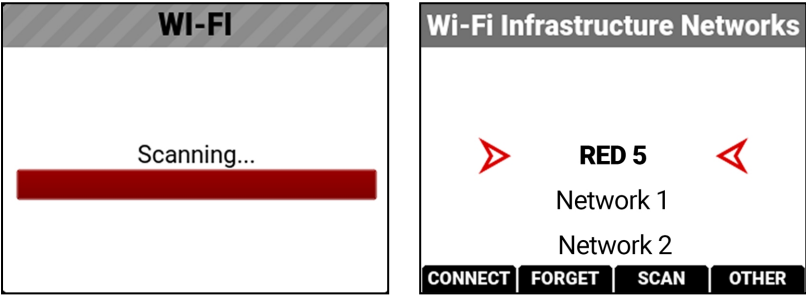 WI-FI
Scanning...
Wi-Fi Infrastructure Networks
RED 5
Network 1
Network 2
CONNECT FORGET SCAN OTHER